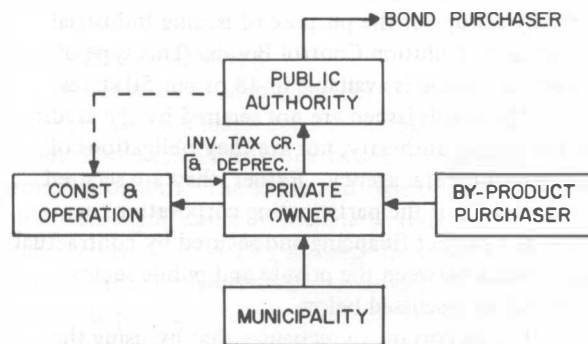 BOND PURCHASER
PUBLIC
AUTHORITY
INV. TAX CR.
& DEPREC.
CONST &
OPERATION
PRIVATE
OWNER
BY-PRODUCT
PURCHASER
MUNICIPALITY